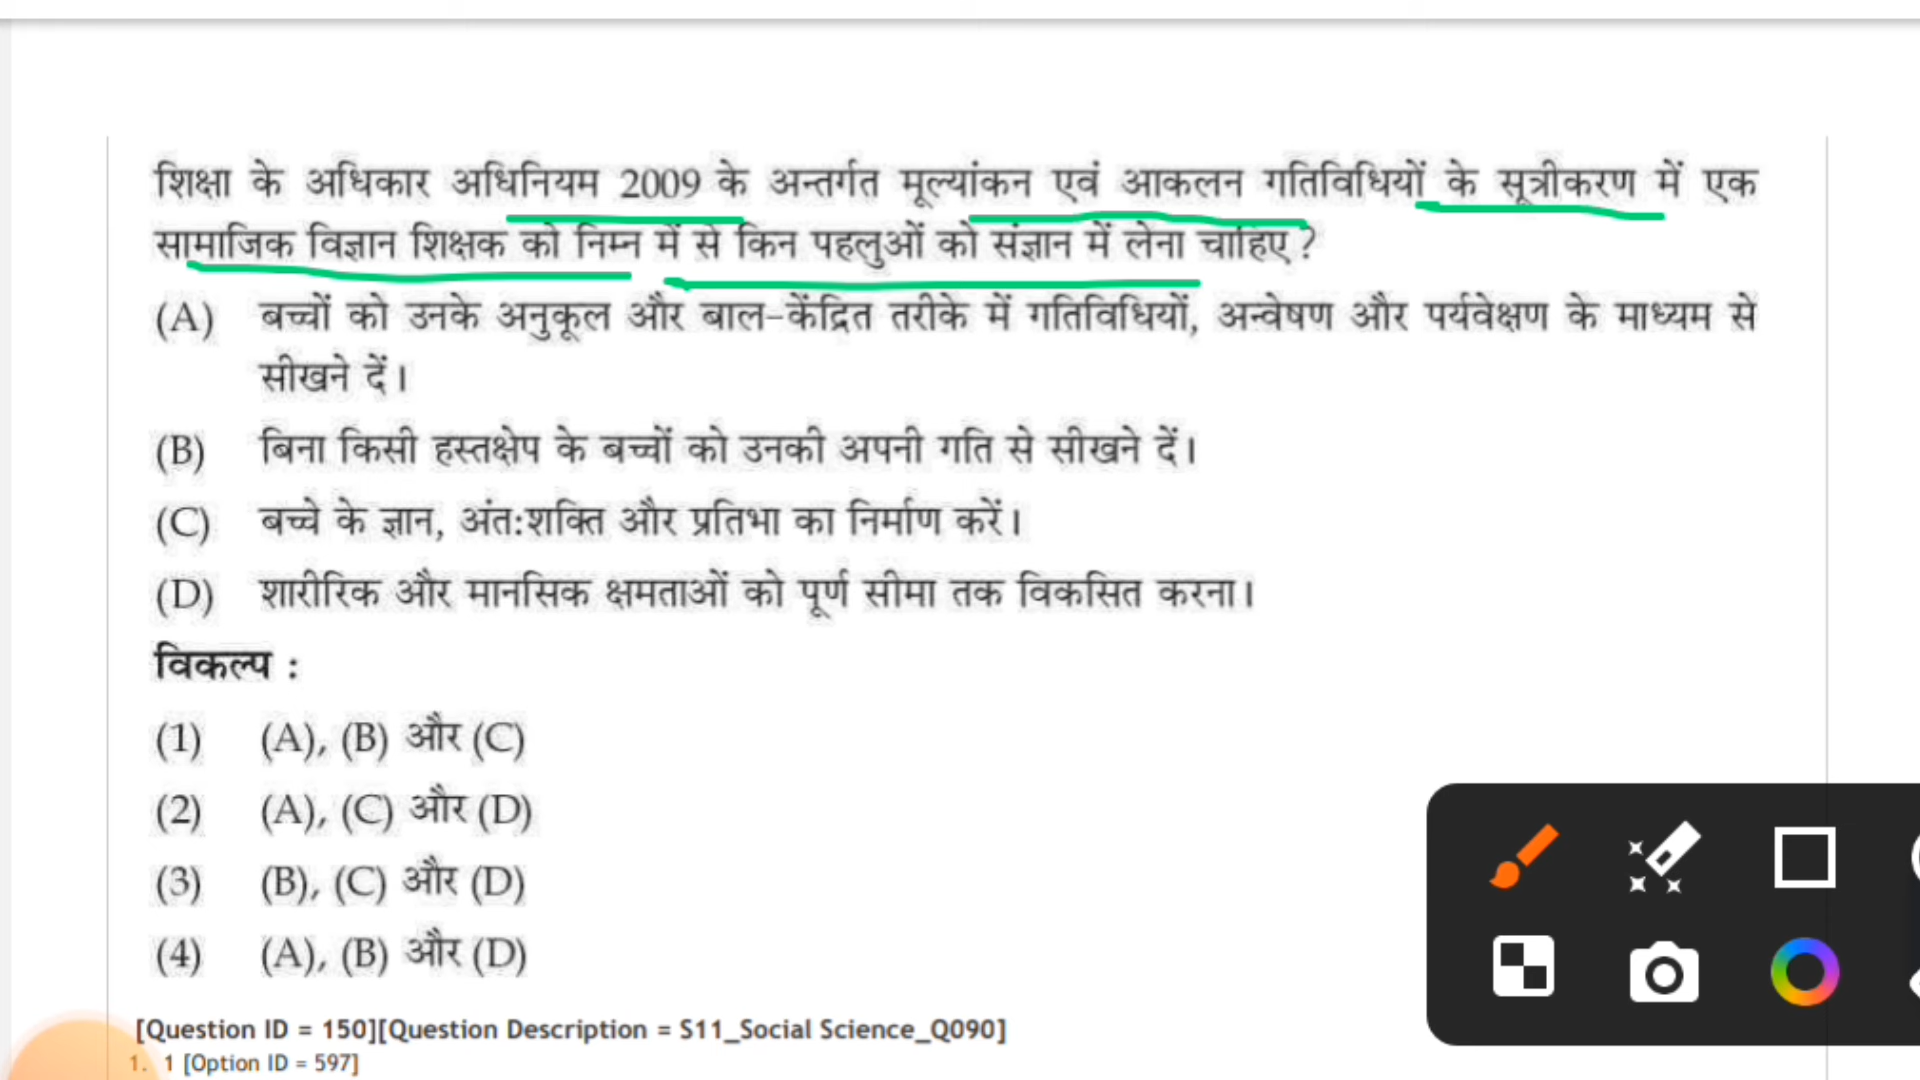 शिक्षा के अधिकार अधिनियम 2009 के अन्तर्गत मूल्यांकन एवं आकलन गतिविधियों के सूत्रीकरण में एक
सामाजिक विज्ञान शिक्षक को निम्न में से किन पहलुओं को संज्ञान में लेना चाहिए ?
(A) बच्चों को उनके अनुकूल और बाल-केंद्रित तरीके में गतिविधियों, अन्वेषण और पर्यवेक्षण के माध्यम से
सीखने दें।
(B) बिना किसी हस्तक्षेप के बच्चों को उनकी अपनी गति से सीखने दें।
(C) बच्चे के ज्ञान, अंत:शक्ति और प्रतिभा का निर्माण करें।
(D) शारीरिक और मानसिक क्षमताओं को पूर्ण सीमा तक विकसित करना।
विकल्प :
(1) (A), (B) और (C)
(2) (A), (C) और (D)
(3) (B), (C) और (D)
(4) (A), (B) और (D)
[Question ID = 150][Question Description = S11_Social Science_Q090]
1. 1 [Option ID = 597]